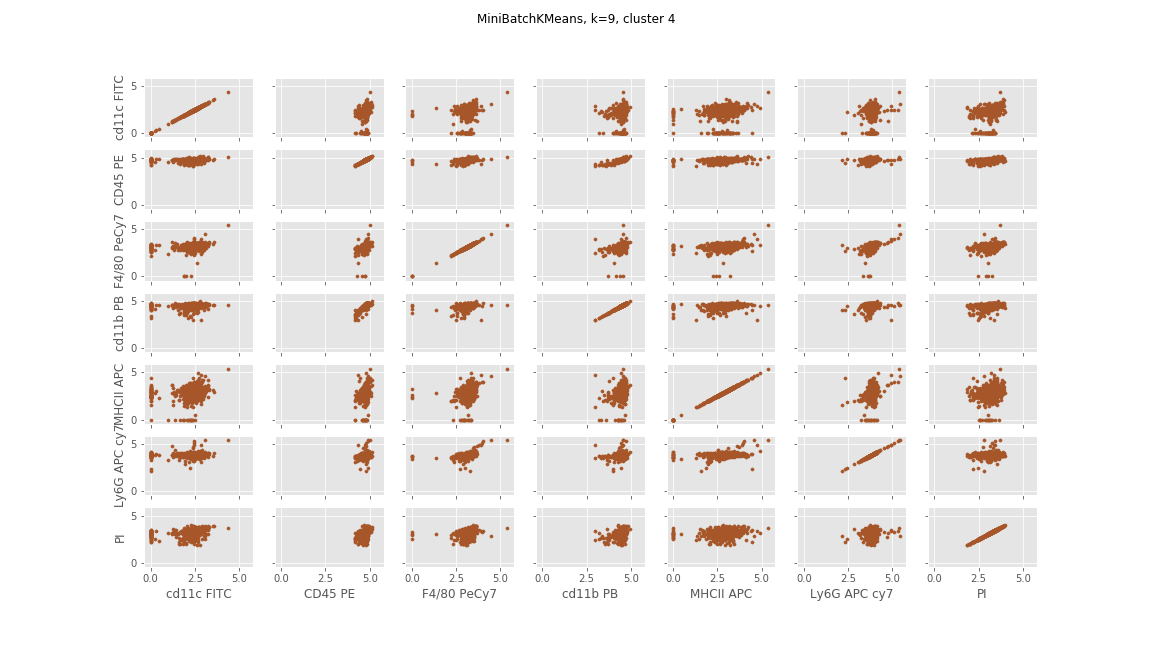 MiniBatchKMeans, k=9, cluster 4
cd11c FITC
5
0
CD45 PE
5
0
F4/80 PeCy7
5
0
cd11b PB
5
0
MHCII APC
5
0
Ly6G APC cy7
5
0
PI
5
0
0.0 2.5 5.0 0.0 2.5 5.0 0.0 2.5 5.0 0.0 2.5 5.0 0.0 2.5 5.0 0.0 2.5 5.0 0.0 2.5 5.0
cd11c FITC CD45 PE F4/80 PeCy7 cd11b PB MHCII APC Ly6G APC cy7 PI